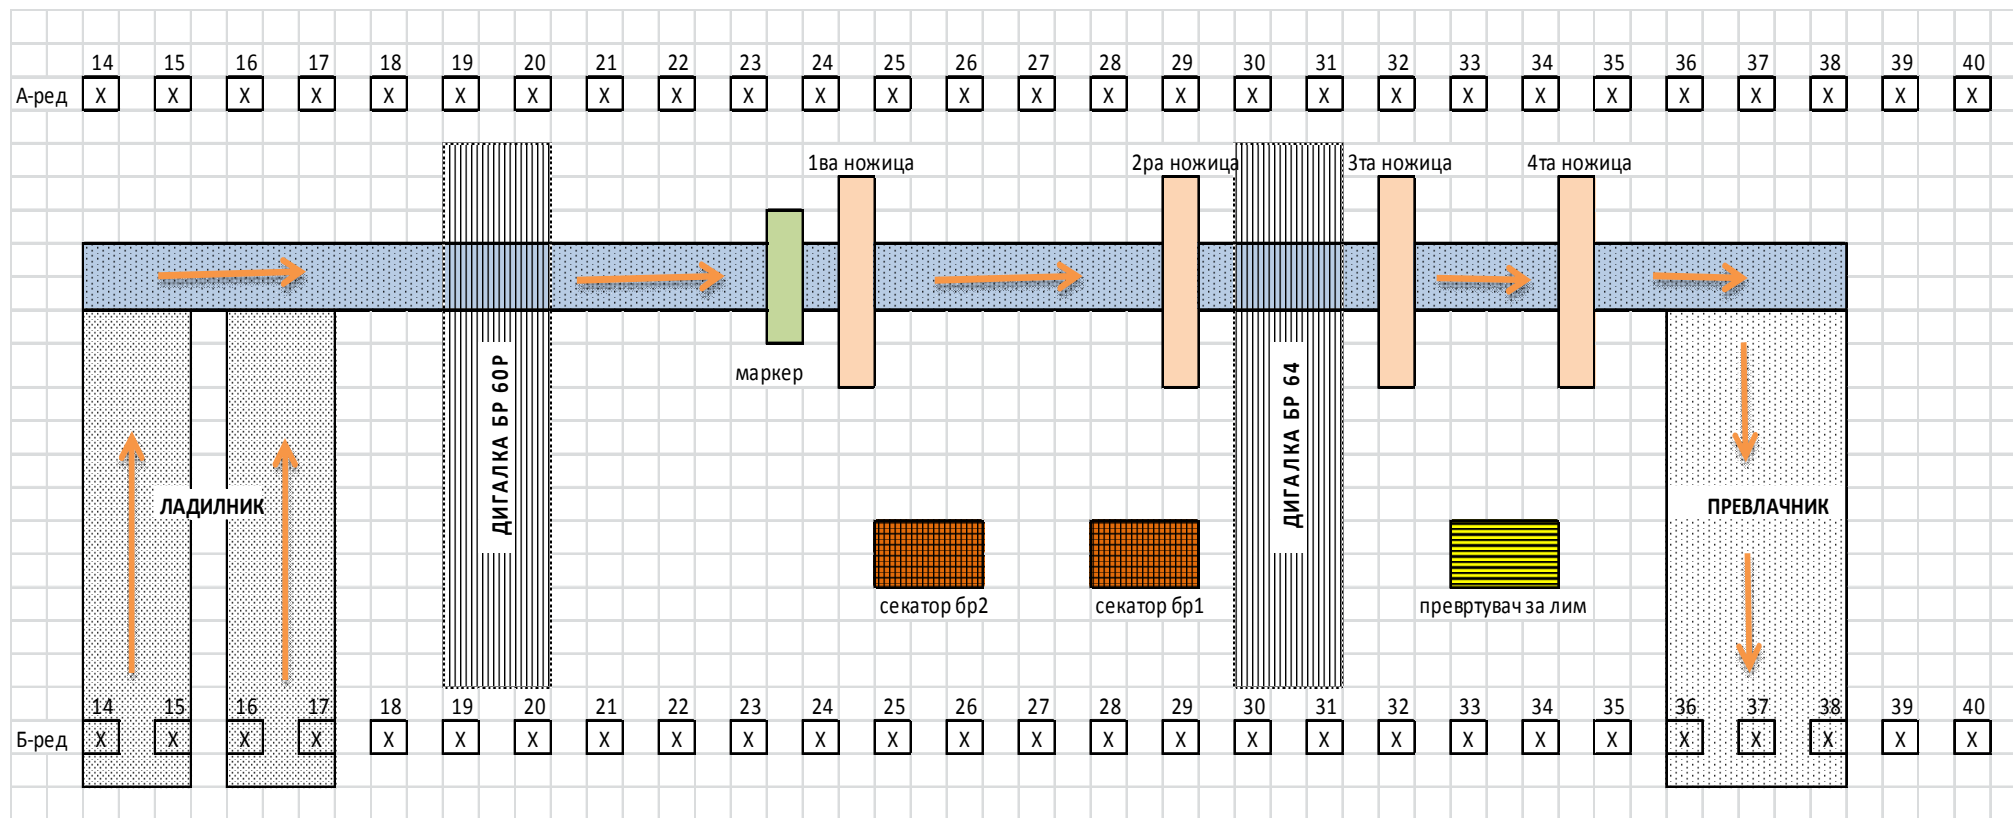 14 15 16 17 18 19 20 21 22 23 24 25 26 27 28 29 30 31 32 33 34 35 36 37 38 39 40
А-ред X X X X X X X X X X X X X X X X X X X X X X X X X X X
1ва ножица 2ра ножица 3та ножица 4та ножица
маркер
ДИГАЛКА БР 60Р
ДИГАЛКА БР 64
ЛАДИЛНИК
ПРЕВЛАЧНИК
секатор бр2 секатор бр1 превртувач за лим
14 15 16 17 18 19 20 21 22 23 24 25 26 27 28 29 30 31 32 33 34 35 36 37 38 39 40
Б-ред X X X X X X X X X X X X X X X X X X X X X X X X X X X